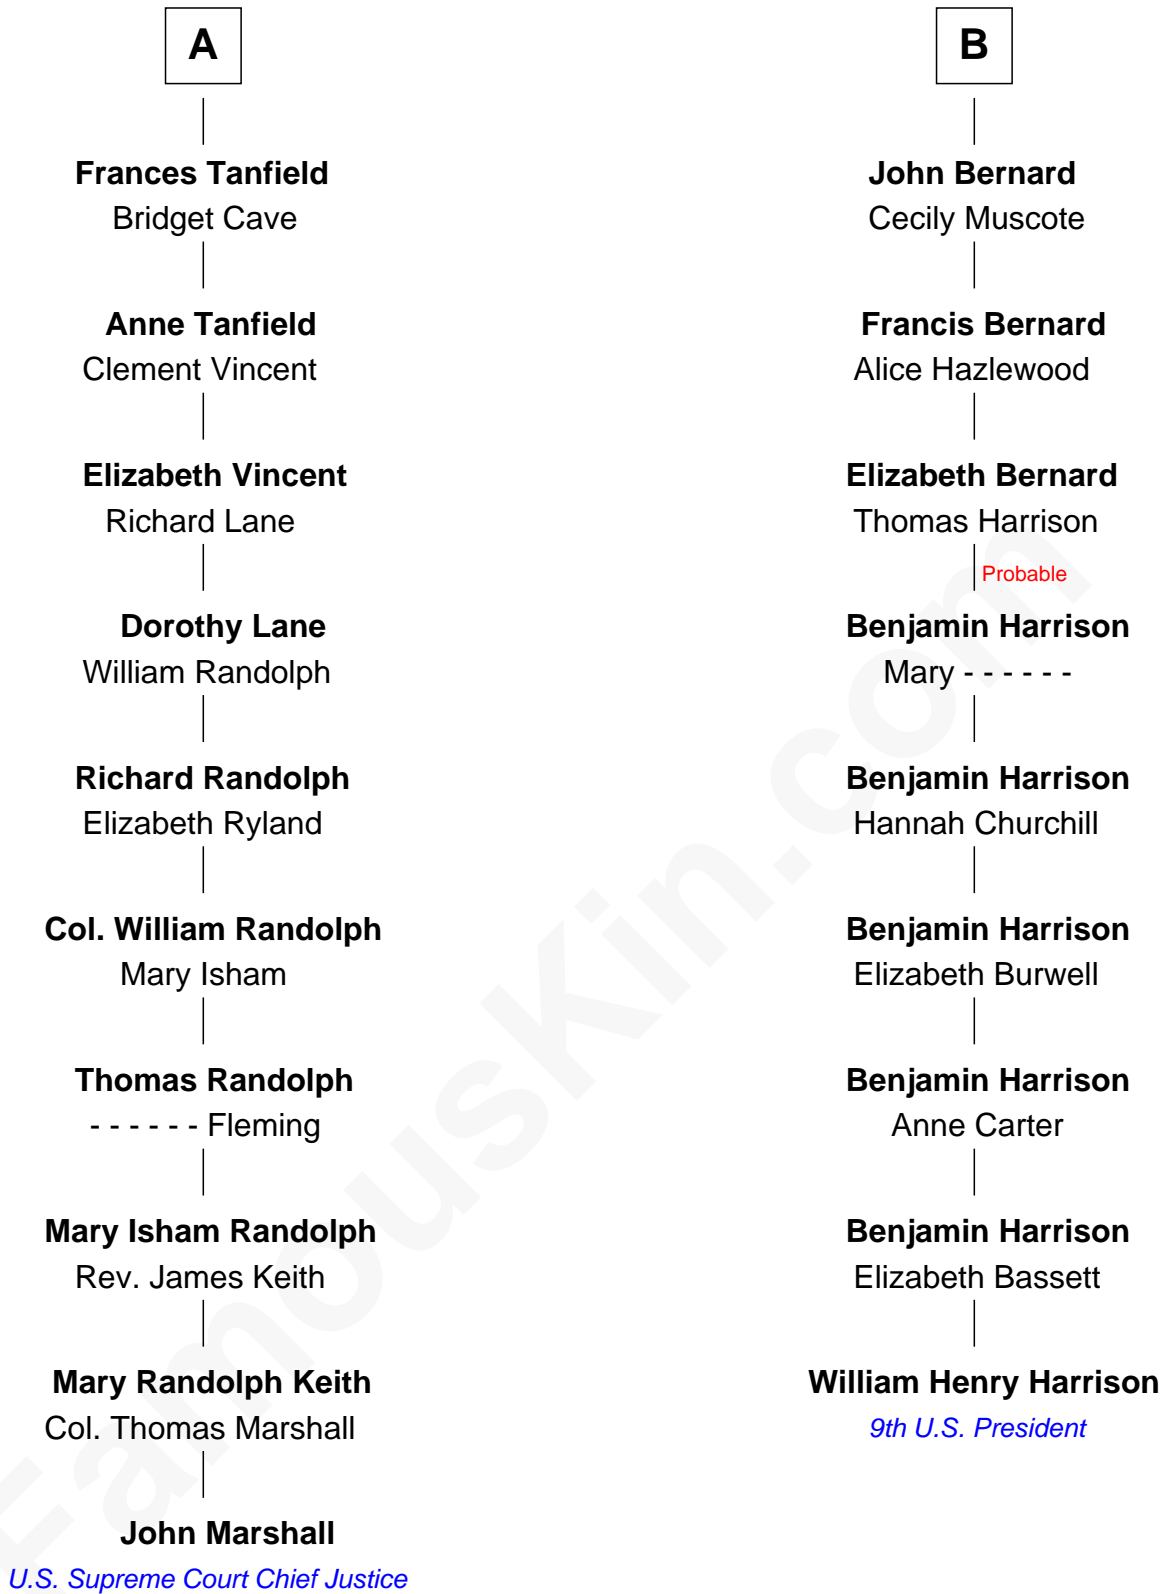 A
Frances Tanfield
Bridget Cave
Anne Tanfield
Clement Vincent
Elizabeth Vincent
Richard Lane
Dorothy Lane
William Randolph
Richard Randolph
Elizabeth Ryland
Col. William Randolph
Mary Isham
Thomas Randolph
- - - - - - Fleming
Mary Isham Randolph
Rev. James Keith
Mary Randolph Keith
Col. Thomas Marshall
John Marshall
U.S. Supreme Court Chief Justice
B
John Bernard
Cecily Muscote
Francis Bernard
Alice Hazlewood
Elizabeth Bernard
Thomas Harrison
Probable
Benjamin Harrison
Mary - - - - - -
Benjamin Harrison
Hannah Churchill
Benjamin Harrison
Elizabeth Burwell
Benjamin Harrison
Anne Carter
Benjamin Harrison
Elizabeth Bassett
William Henry Harrison
9th U.S. President
FamousKin.com